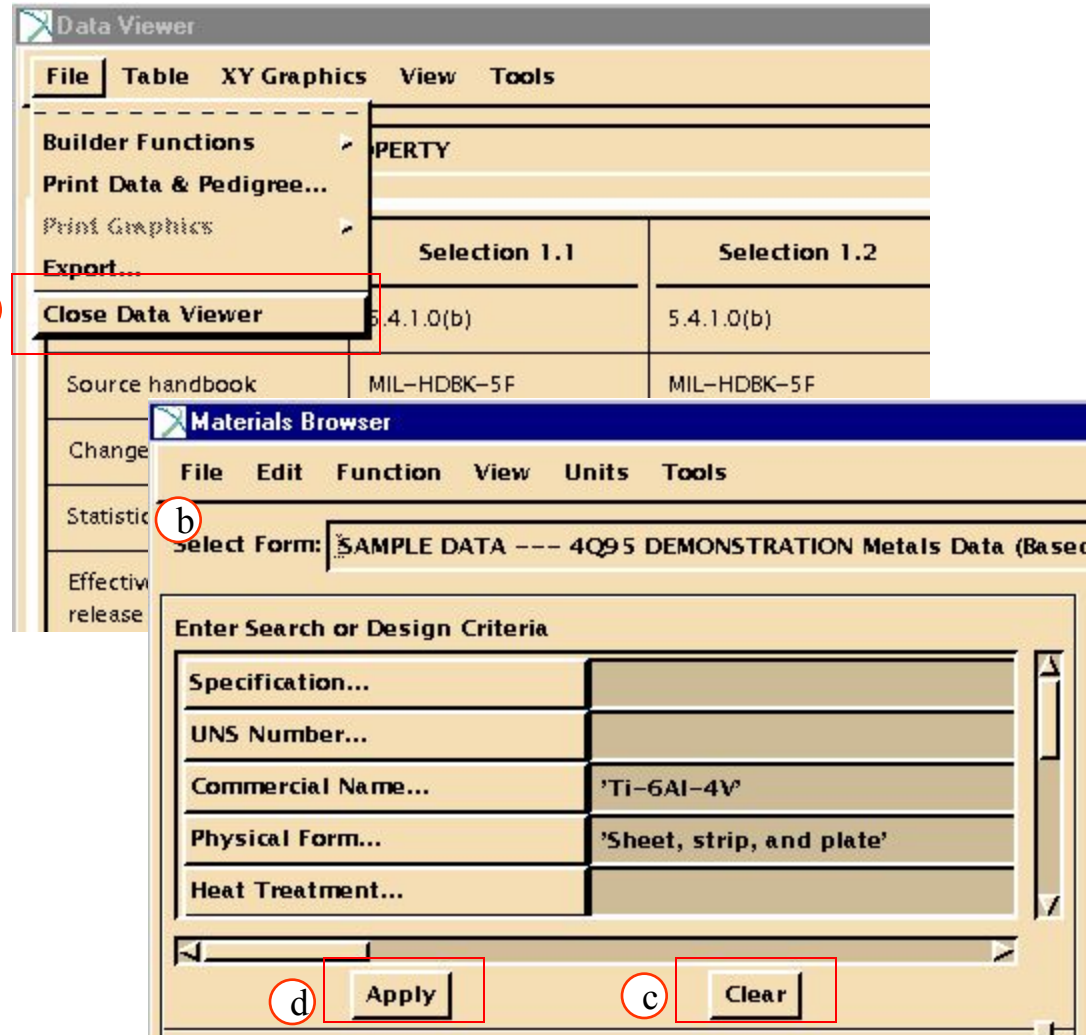 Data Viewer
File Table XY Graphics View Tools
Builder Functions
PERTY
Print Data & Pedigree...
Print Graphics
Selection 1.1 Selection 1.2
Export...
Close Data Viewer
5.4.1.0(b) 5.4.1.0(b)
Source handbook MIL-HDBK-5F MIL-HDBK-5F
Change
Statistic
Effectiv
release
Materials Browser
File Edit Function View Units Tools
b
Select Form: SAMPLE DATA --- 4Q95 DEMONSTRATION Metals Data (Based
Enter Search or Design Criteria
Specification...
UNS Number...
Commercial Name... 'Ti-6Al-4V'
Physical Form... 'Sheet, strip, and plate'
Heat Treatment...
d Apply c Clear